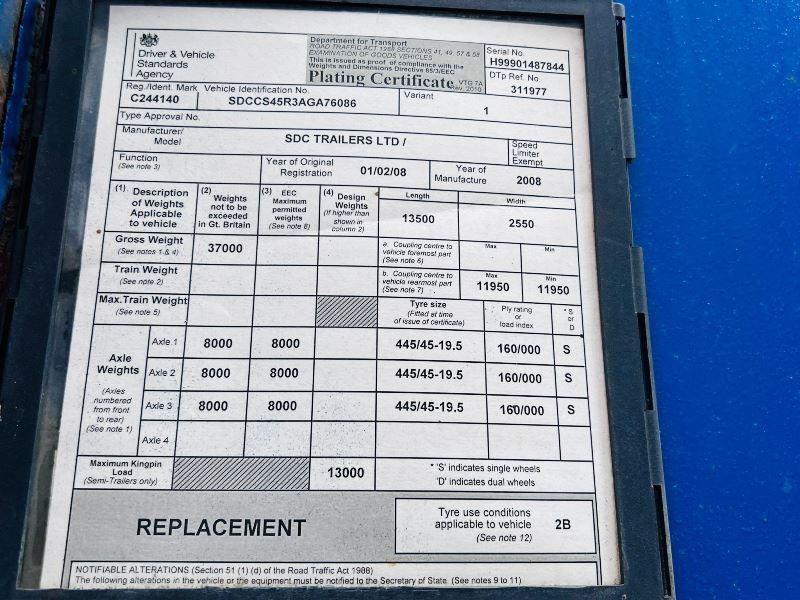 Driver & Vehicle
Standards
Agency
Department for Transport
ROAD TRAFFIC ACT 1988 SECTIONS 41, 49, 57 & 58
EXAMINATION OF GOODS VEHICLES
This is issued as proof of compliance with the
Weights and Dimensions Directive 85/3/EEC
Plating Certificate VTG 7A
Rev. 2010
Serial No.
H99901487844
DTp Ref. No.
311977
Reg./Ident. Mark
C244140
Vehicle Identification No.
SDCCS45R3AGA76086
Variant
1
Type Approval No.
Manufacturer/
Model
SDC TRAILERS LTD /
Speed
Limiter
Exempt
Function
(See note 3)
Year of Original
Registration
01/02/08
Year of
Manufacture
2008
(1) Description
of Weights
Applicable
to vehicle
(2) Weights
not to be
exceeded
in Gt. Britain
(3) EEC
Maximum
permitted
weights
(See note 8)
(4) Design
Weights
(If higher than
shown in
column 2)
Length
13500
Width
2550
Gross Weight
(See notes 1 & 4)
37000
a. Coupling centre to
vehicle foremost part
(See note 6)
Max
Min
Train Weight
(See note 2)
b. Coupling centre to
vehicle rearmost part
(See note 7)
Max
11950
Min
11950
Max.Train Weight
(See note 5)
Tyre size
(Fitted at time
of issue of certificate)
Ply rating
or
load index
* S
or
D
Axle
Weights
(Axles
numbered
from front
to rear)
(See note 1)
Axle.1 8000 8000 445/45-19.5 160/000 S
Axle 2 8000 8000 445/45-19.5 160/000 S
Axle 3 8000 8000 445/45-19.5 160/000 S
Axle 4
Maximum Kingpin
Load
(Semi-Trailers only)
13000
* 'S' indicates single wheels
'D' indicates dual wheels
REPLACEMENT
Tyre use conditions
applicable to vehicle
(See note 12)
2B
NOTIFIABLE ALTERATIONS (Section 51 (1) (d) of the Road Traffic Act 1988)
The following alterations in the vehicle or the equipment must be notified to the Secretary of State. (See notes 9 to 11)